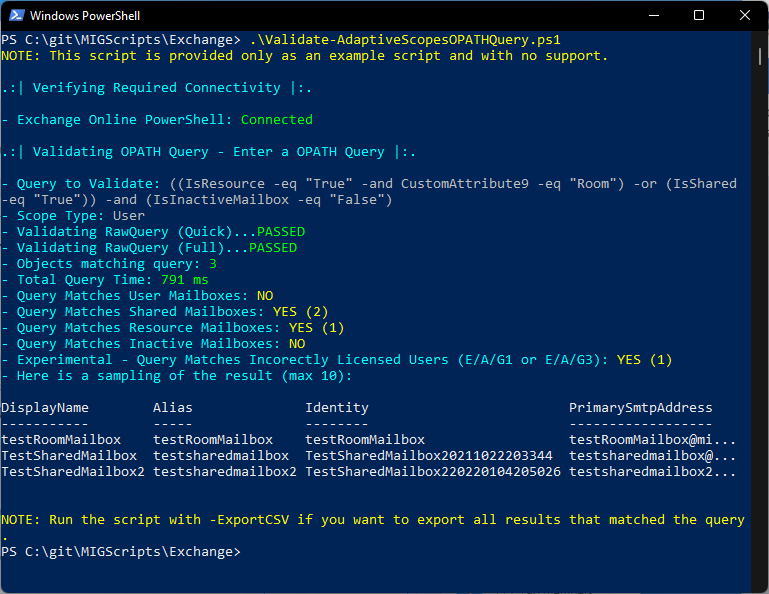 Windows PowerShell
PS C:\git\MIGScripts\Exchange> .\Validate-AdaptiveScopesOPATHQuery.ps1
NOTE: This script is provided only as an example script and with no support.
.:| Verifying Required Connectivity |:.
- Exchange Online PowerShell: Connected
.:| Validating OPATH Query - Enter a OPATH Query |:.
- Query to Validate: ((IsResource -eq "True" -and CustomAttribute9 -eq "Room") -or (IsShared
-eq "True")) -and (IsInactiveMailbox -eq "False")
- Scope Type: User
- Validating RawQuery (Quick)...PASSED
- Validating RawQuery (Full)...PASSED
- Objects matching query: 3
- Total Query Time: 791 ms
- Query Matches User Mailboxes: NO
- Query Matches Shared Mailboxes: YES (2)
- Query Matches Resource Mailboxes: YES (1)
- Query Matches Inactive Mailboxes: NO
- Experimental - Query Matches Incorectly Licensed Users (E/A/G1 or E/A/G3): YES (1)
- Here is a sampling of the result (max 10):
DisplayName Alias Identity PrimarySmtpAddress
----------- ----- -------- ------------------
testRoomMailbox testRoomMailbox testRoomMailbox testRoomMailbox@mi...
TestSharedMailbox testsharedmailbox TestSharedMailbox20211022203344 testsharedmailbox@...
TestSharedMailbox2 testsharedmailbox2 TestSharedMailbox220220104205026 testsharedmailbox2...
NOTE: Run the script with -ExportCSV if you want to export all results that matched the query
.
PS C:\git\MIGScripts\Exchange>